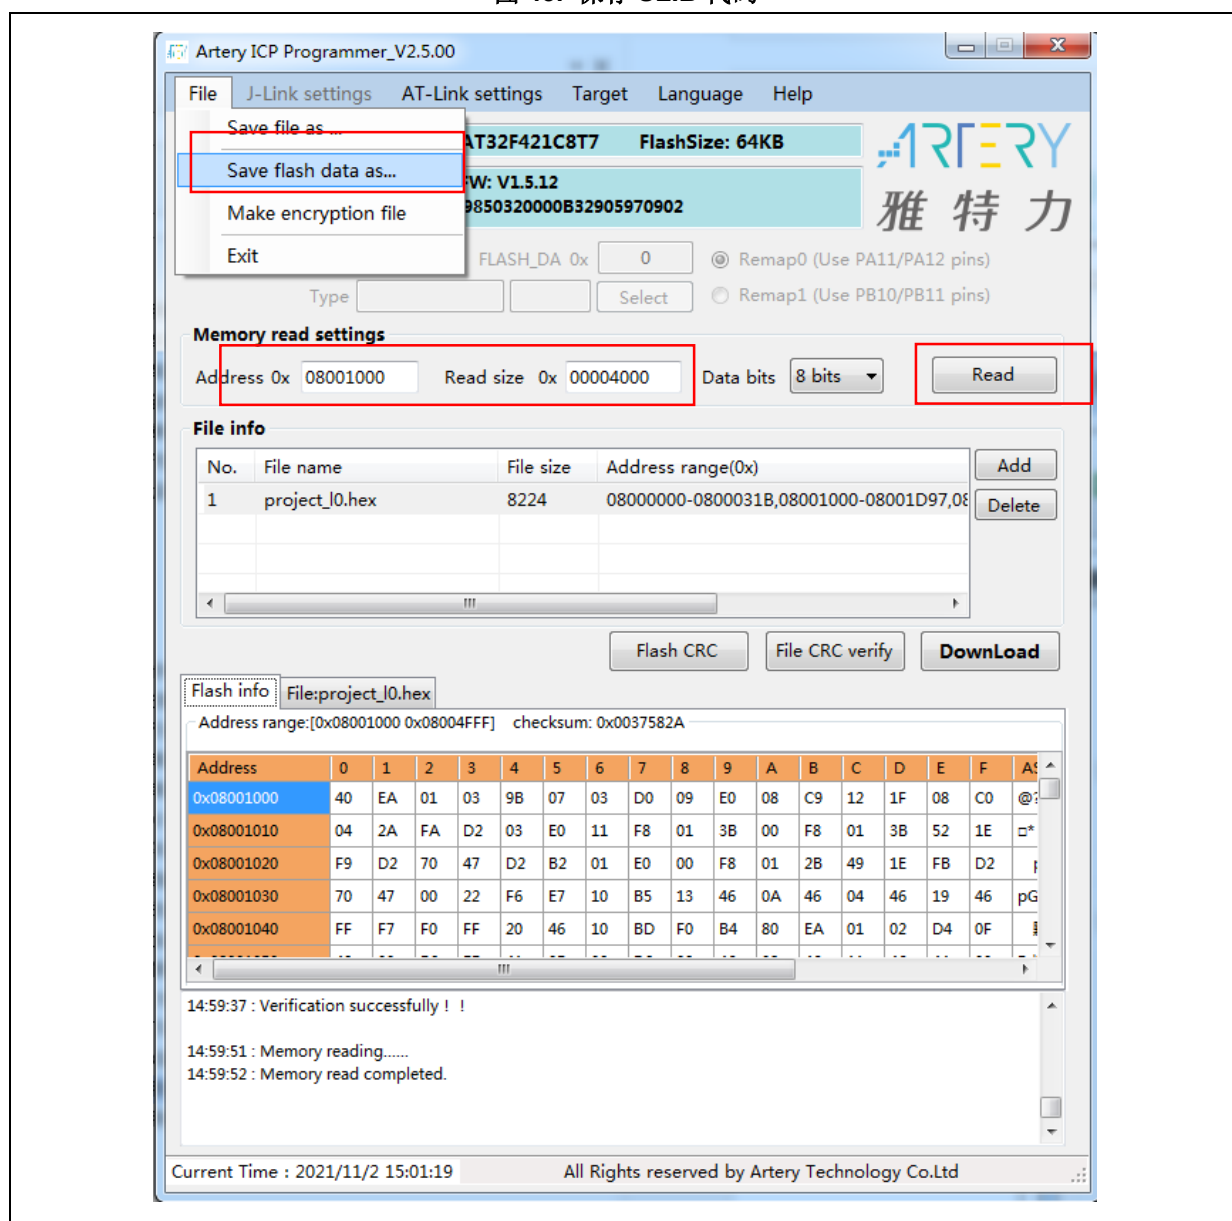 Artery ICP Programmer_V2.5.00
File J-Link settings AT-Link settings Target Language Help
Save file as ...
Save flash data as...
Make encryption file
Exit
AT32F421C8T7 FlashSize: 64KB
FW: V1.5.12
9850320000B32905970902
ARTERY
雅特力
FLASH_DA 0x 0 Remap0 (Use PA11/PA12 pins)
Type Select Remap1 (Use PB10/PB11 pins)
Memory read settings
Address 0x 08001000 Read size 0x 00004000 Data bits 8 bits Read
File info
No. File name File size Address range(0x) Add
1 project_l0.hex 8224 08000000-0800031B,08001000-08001D97,08 Delete
Flash CRC File CRC verify DownLoad
Flash info File:project_l0.hex
Address range:[0x08001000 0x08004FFF] checksum: 0x0037582A
Address 0 1 2 3 4 5 6 7 8 9 A B C D E F AS
0x08001000 40 EA 01 03 9B 07 03 D0 09 E0 08 C9 12 1F 08 C0 @?
0x08001010 04 2A FA D2 03 E0 11 F8 01 3B 00 F8 01 3B 52 1E □*
0x08001020 F9 D2 70 47 D2 B2 01 E0 00 F8 01 2B 49 1E FB D2
0x08001030 70 47 00 22 F6 E7 10 B5 13 46 0A 46 04 46 19 46 pG
0x08001040 FF F7 F0 FF 20 46 10 BD F0 B4 80 EA 01 02 D4 0F
14:59:37 : Verification successfully！！
14:59:51 : Memory reading......
14:59:52 : Memory read completed.
Current Time : 2021/11/2 15:01:19 All Rights reserved by Artery Technology Co.Ltd